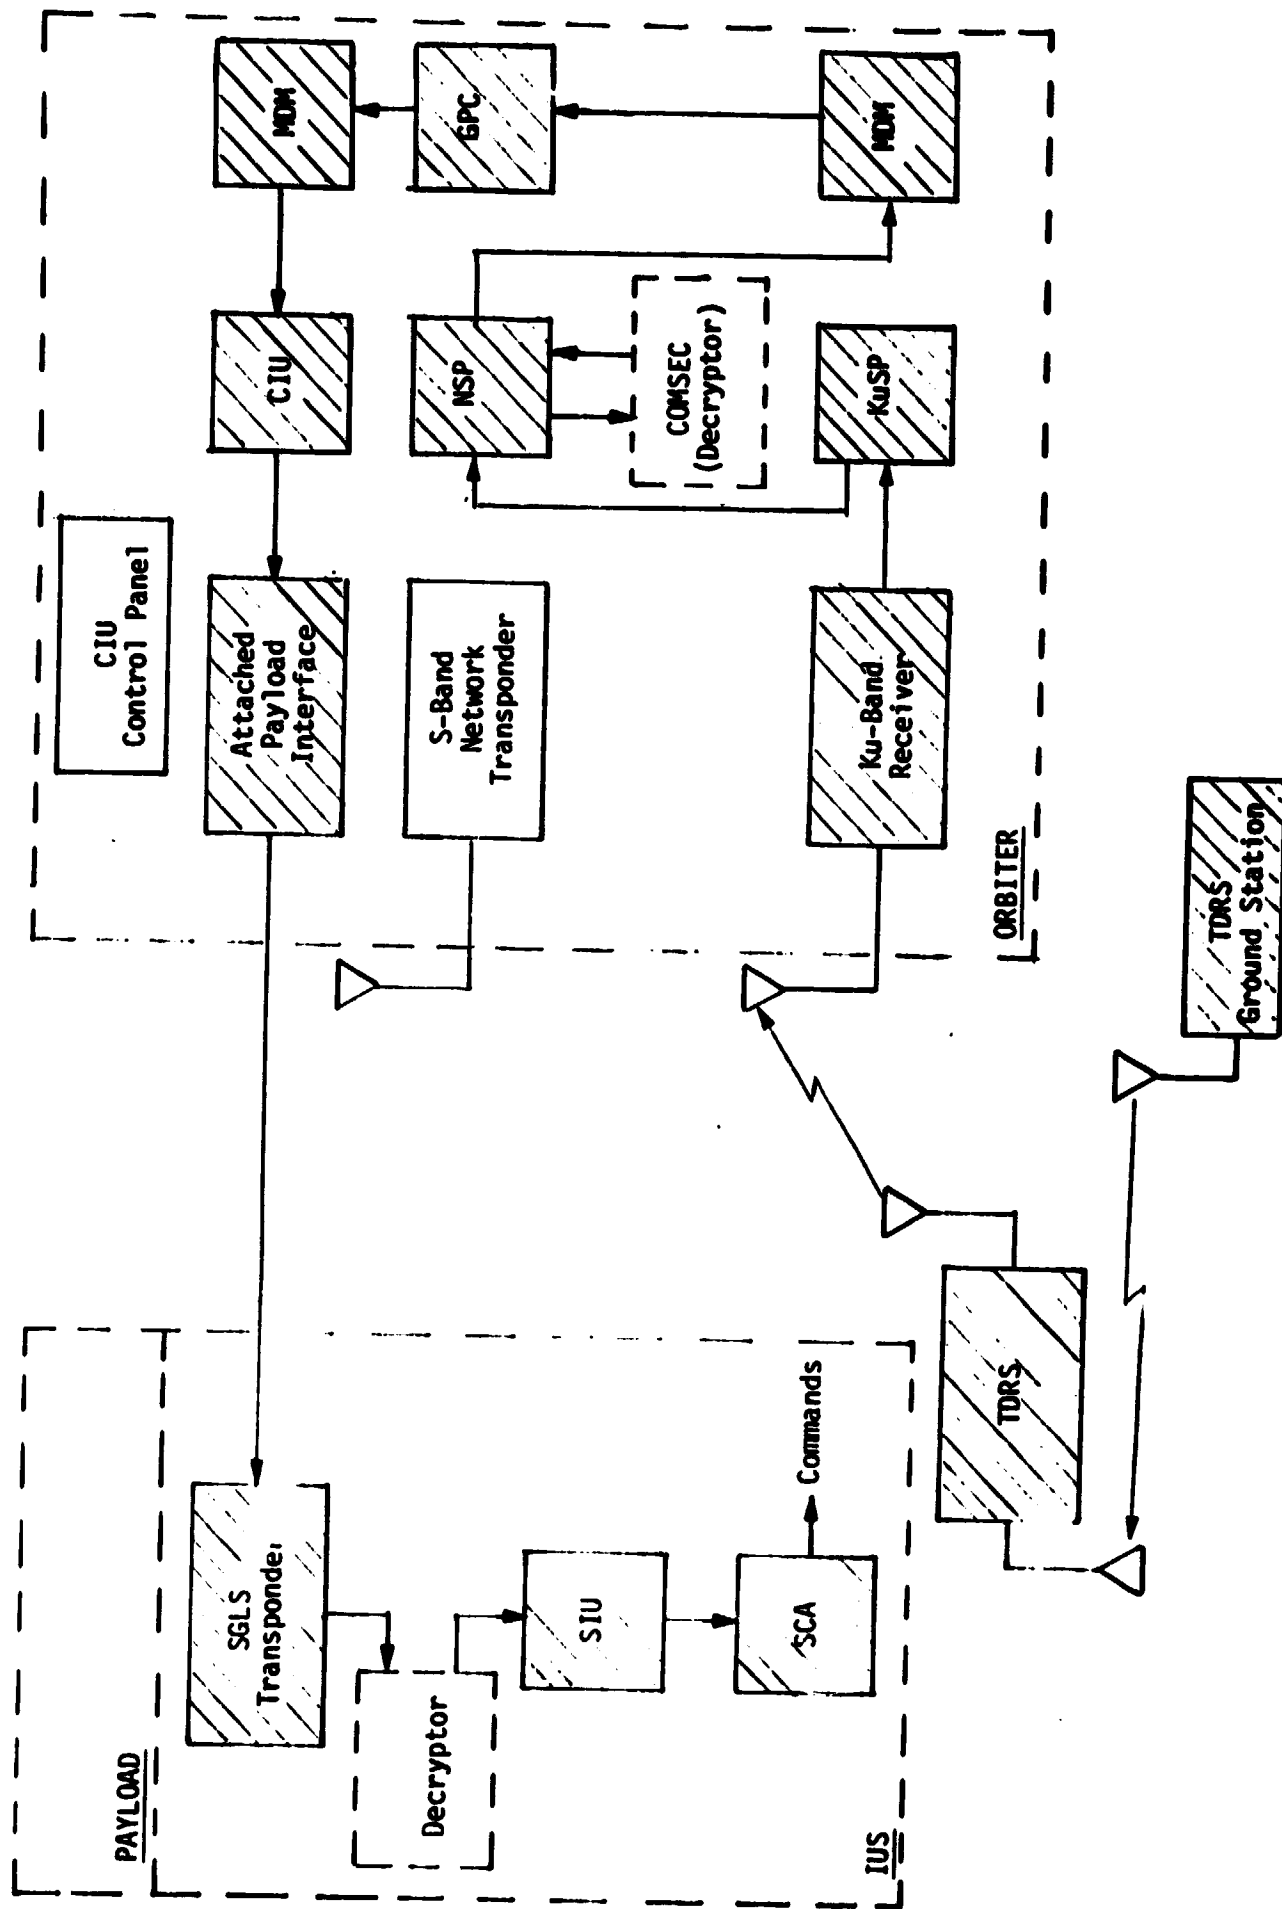 PAYLOAD
SGLS
Transponder
Decryptor
SIU
SCA
Commands
IUS
CIU
Control Panel
Attached
Payload
Interface
CIU
MDM
S-Band
Network
Transponder
NSP
GPC
COMSEC
(Decryptor)
Ku-Band
Receiver
KuSP
MDM
ORBITER
TDRS
TDRS
Ground Station